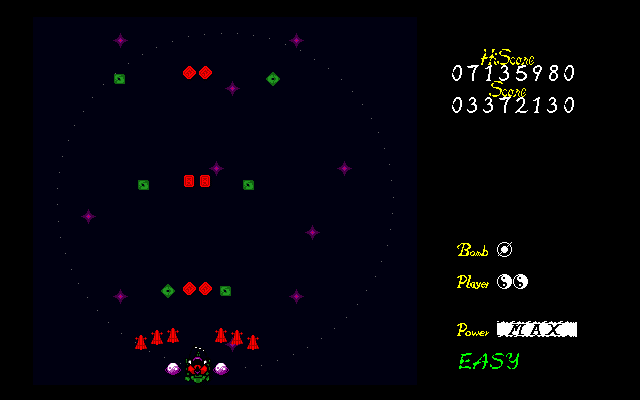 HiScore
07135980
Score
03372130
Bomb
Player
Power MAX
EASY